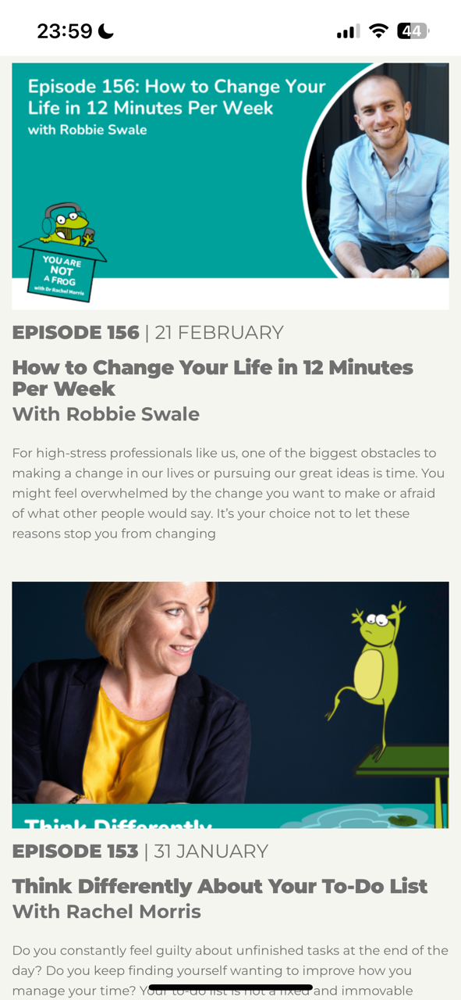 23:59
44
Episode 156: How to Change Your
Life in 12 Minutes Per Week
with Robbie Swale
YOU ARE
NOT
A FROG
with Dr Rachel Morris
EPISODE 156 | 21 FEBRUARY
How to Change Your Life in 12 Minutes
Per Week
With Robbie Swale
For high-stress professionals like us, one of the biggest obstacles to
making a change in our lives or pursuing our great ideas is time. You
might feel overwhelmed by the change you want to make or afraid
of what other people would say. It’s your choice not to let these
reasons stop you from changing
Think Differently
EPISODE 153 | 31 JANUARY
Think Differently About Your To-Do List
With Rachel Morris
Do you constantly feel guilty about unfinished tasks at the end of the
day? Do you keep finding yourself wanting to improve how you
manage your time? Your to-do list is not a fixed and immovable